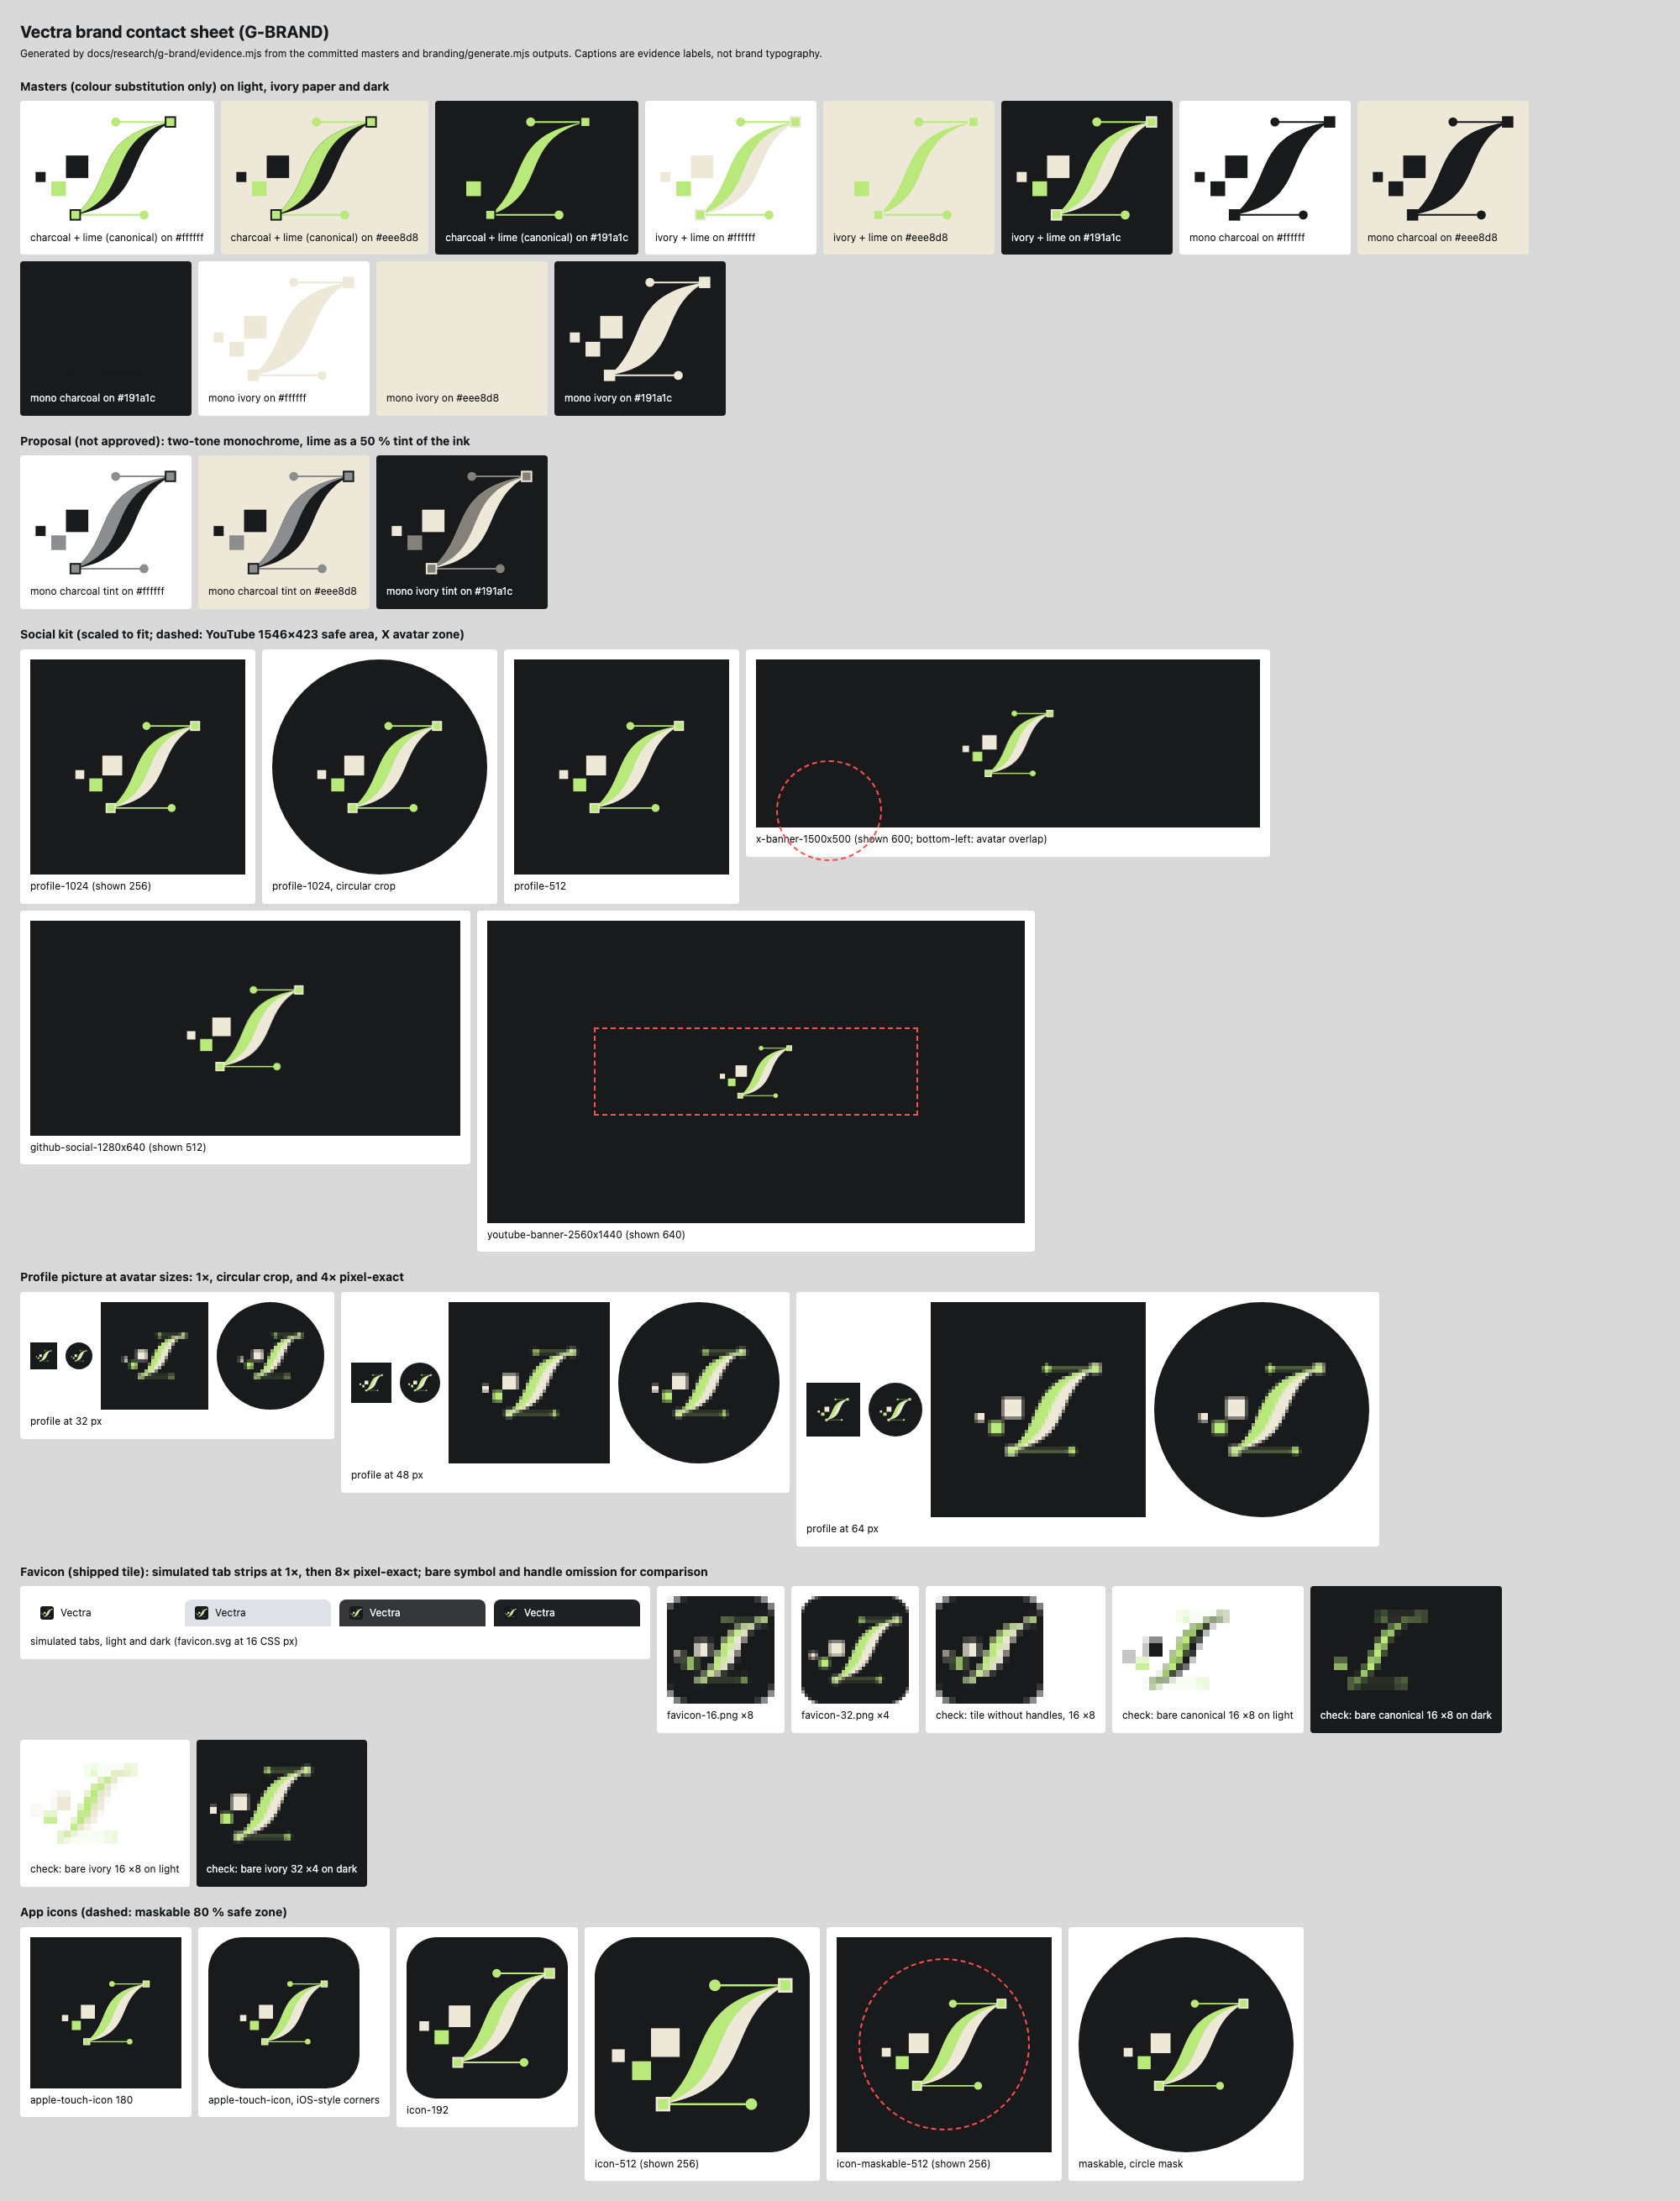 Vectra brand contact sheet (G-BRAND)
Generated by docs/research/g-brand/evidence.mjs from the committed masters and branding/generate.mjs outputs. Captions are evidence labels, not brand typography.
Masters (colour substitution only) on light, ivory paper and dark
charcoal + lime (canonical) on #ffffff
charcoal + lime (canonical) on #eee8d8
charcoal + lime (canonical) on #191a1c
ivory + lime on #ffffff
ivory + lime on #eee8d8
ivory + lime on #191a1c
mono charcoal on #ffffff
mono charcoal on #eee8d8
mono charcoal on #191a1c
mono ivory on #ffffff
mono ivory on #eee8d8
mono ivory on #191a1c
Proposal (not approved): two-tone monochrome, lime as a 50 % tint of the ink
mono charcoal tint on #ffffff
mono charcoal tint on #eee8d8
mono ivory tint on #191a1c
Social kit (scaled to fit; dashed: YouTube 1546×423 safe area, X avatar zone)
profile-1024 (shown 256)
profile-1024, circular crop
profile-512
x-banner-1500x500 (shown 600; bottom-left: avatar overlap)
github-social-1280x640 (shown 512)
youtube-banner-2560x1440 (shown 640)
Profile picture at avatar sizes: 1×, circular crop, and 4× pixel-exact
profile at 32 px
profile at 48 px
profile at 64 px
Favicon (shipped tile): simulated tab strips at 1×, then 8× pixel-exact; bare symbol and handle omission for comparison
Vectra
Vectra
Vectra
Vectra
simulated tabs, light and dark (favicon.svg at 16 CSS px)
favicon-16.png ×8
favicon-32.png ×4
check: tile without handles, 16 ×8
check: bare canonical 16 ×8 on light
check: bare canonical 16 ×8 on dark
check: bare ivory 16 ×8 on light
check: bare ivory 32 ×4 on dark
App icons (dashed: maskable 80 % safe zone)
apple-touch-icon 180
apple-touch-icon, iOS-style corners
icon-192
icon-512 (shown 256)
icon-maskable-512 (shown 256)
maskable, circle mask